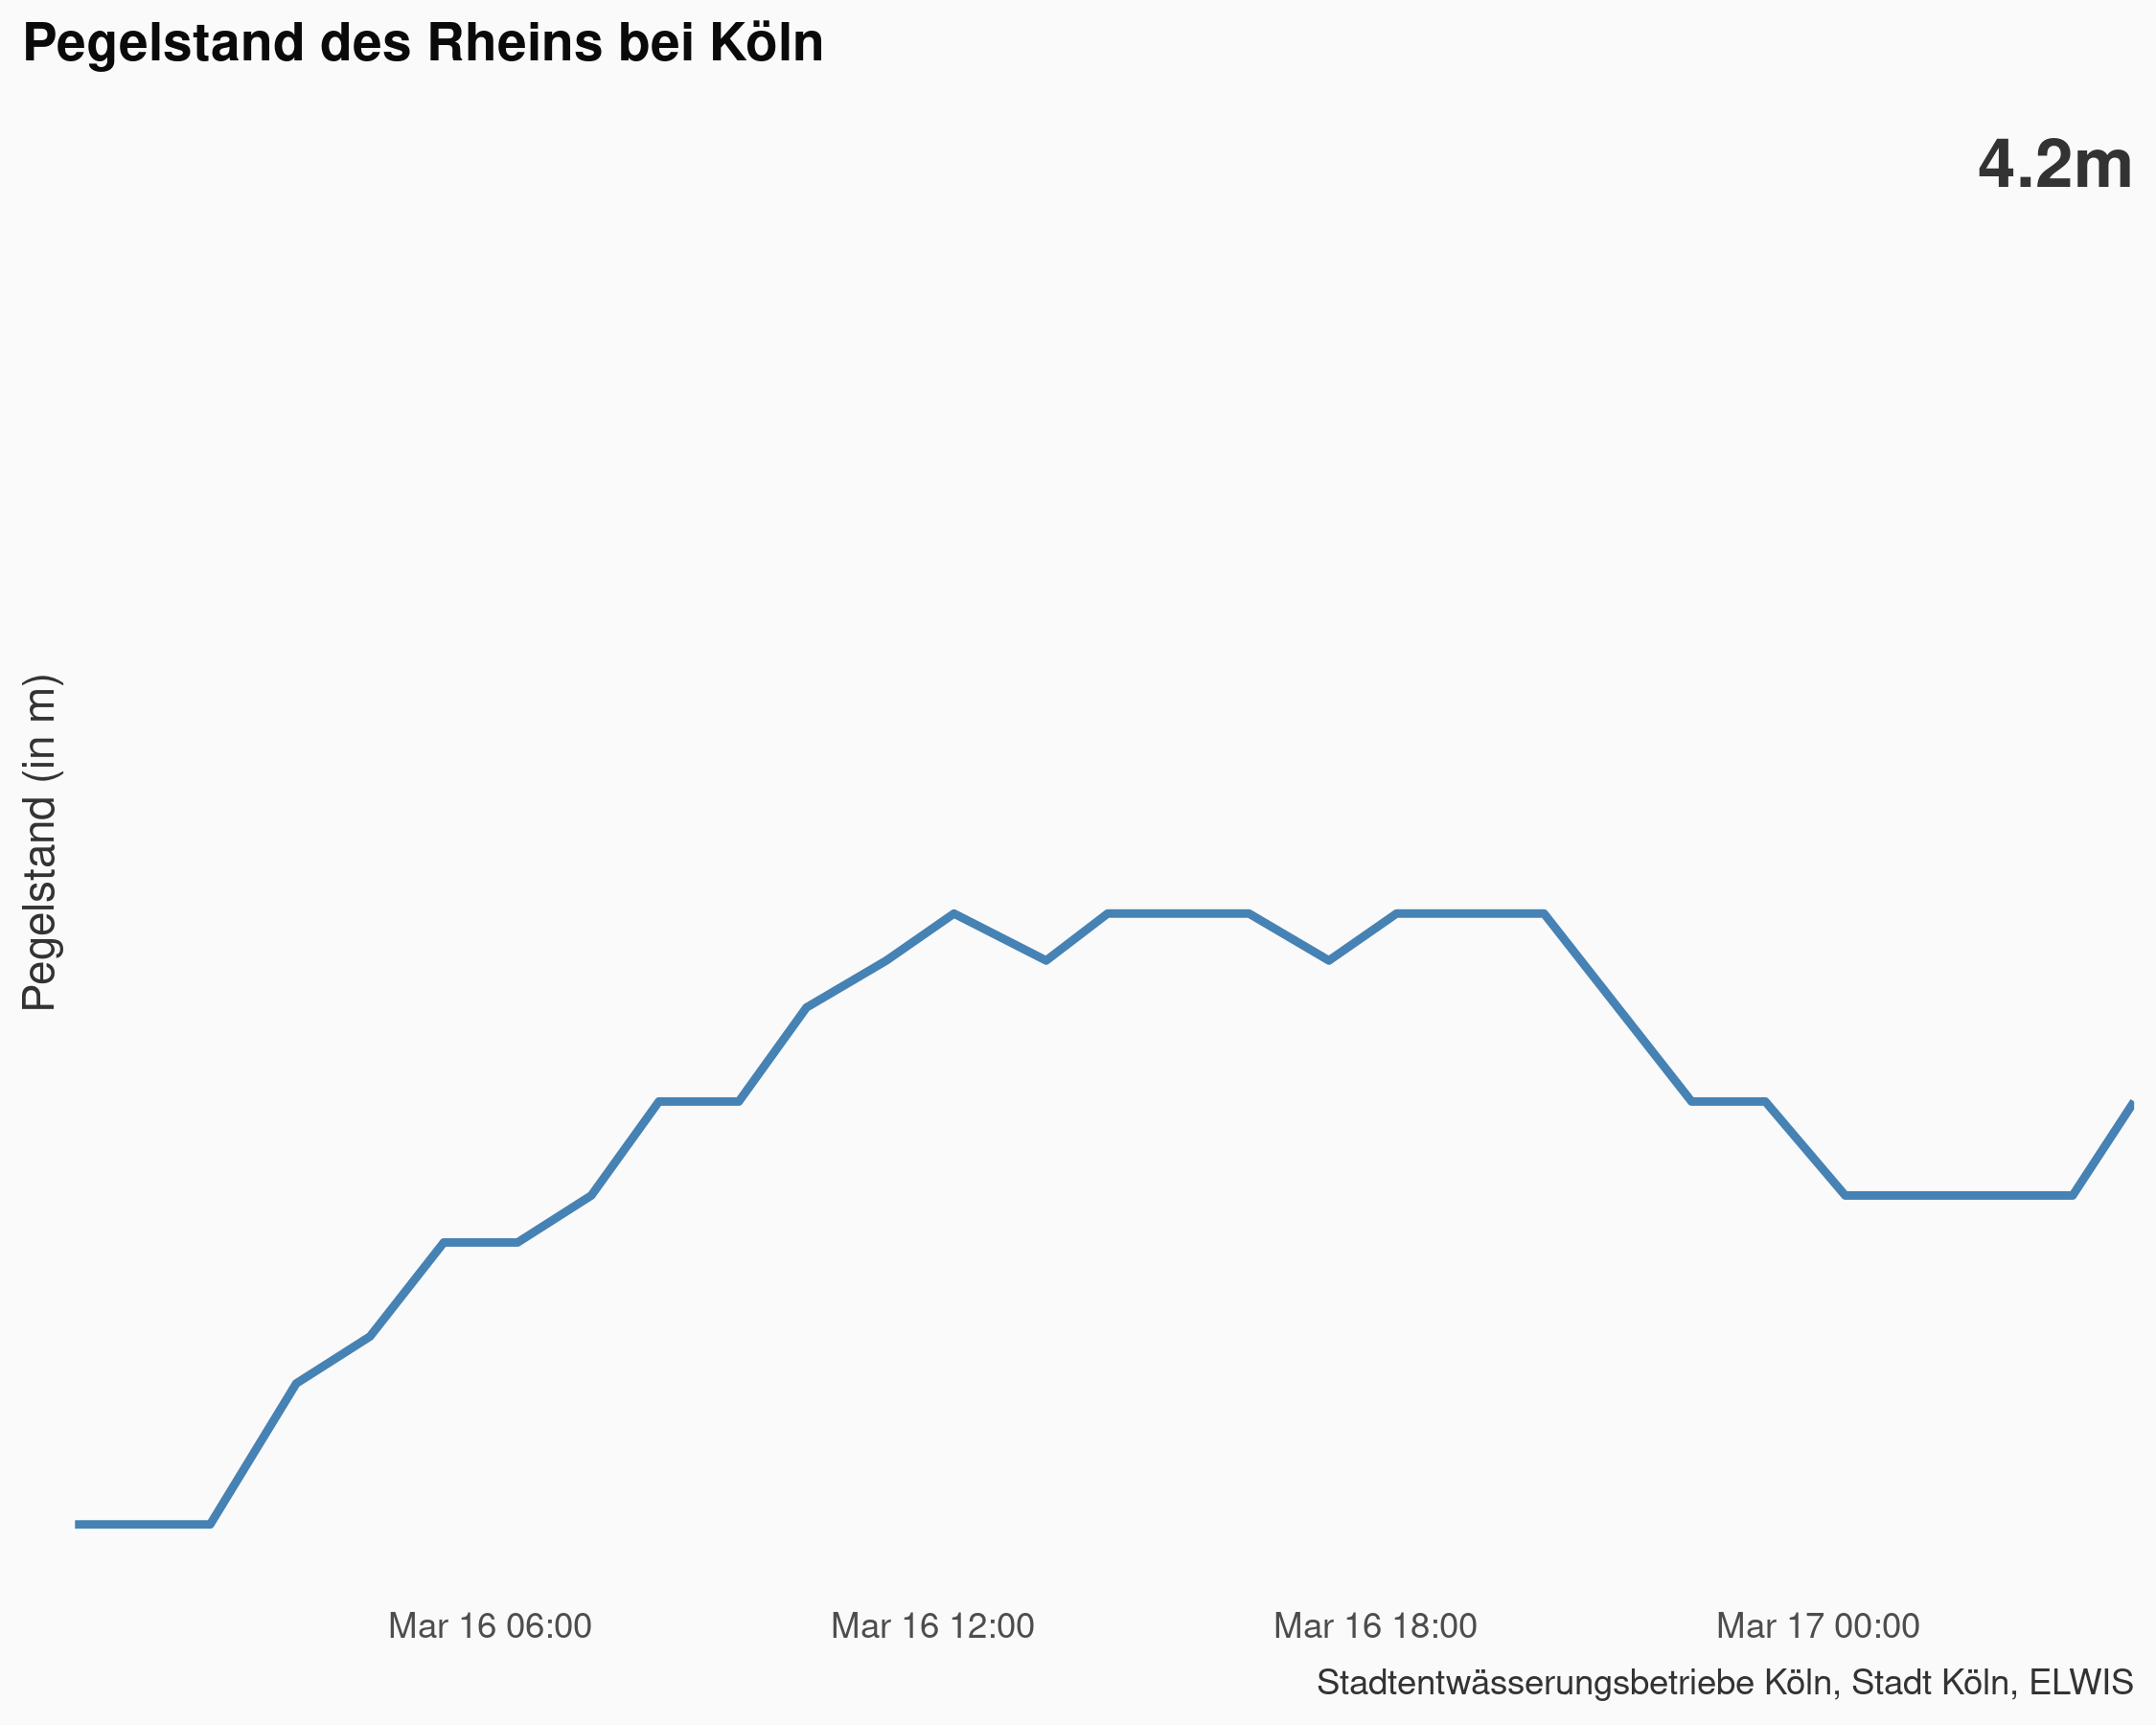 Pegelstand des Rheins bei Köln
4.2m
Pegelstand (in m)
Mar 16 06:00
Mar 16 12:00
Mar 16 18:00
Mar 17 00:00
Stadtentwässerungsbetriebe Köln, Stadt Köln, ELWIS